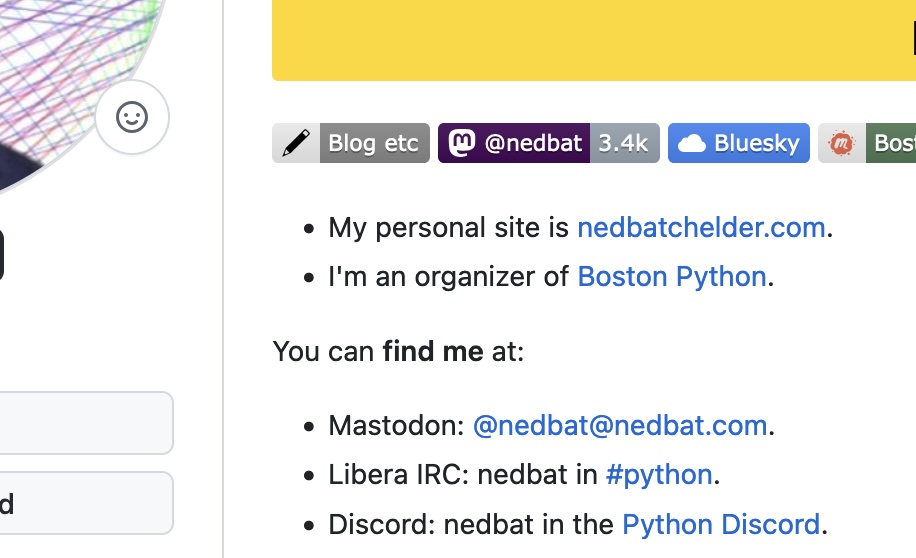 Blog etc @nedbat 3.4k Bluesky Bost
My personal site is nedbatchelder.com.
I'm an organizer of Boston Python.
You can find me at:
Mastodon: @nedbat@nedbat.com.
Libera IRC: nedbat in #python.
d
Discord: nedbat in the Python Discord.